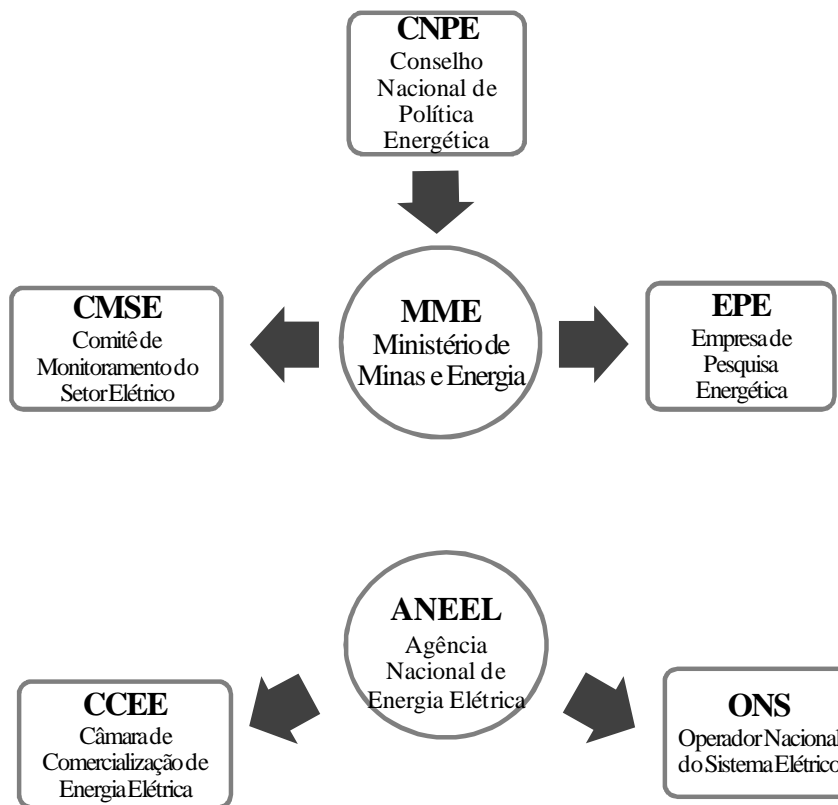 CNPE
Conselho
Nacional de
Política
Energética
CMSE
Comitê de
Monitoramento do
Setor Elétrico
MME
Ministério de
Minas e Energia
EPE
Empresa de
Pesquisa
Energética
ANEEL
Agência
Nacional de
Energia Elétrica
CCEE
Câmara de
Comercialização de
Energia Elétrica
ONS
Operador Nacional
do Sistema Elétrico